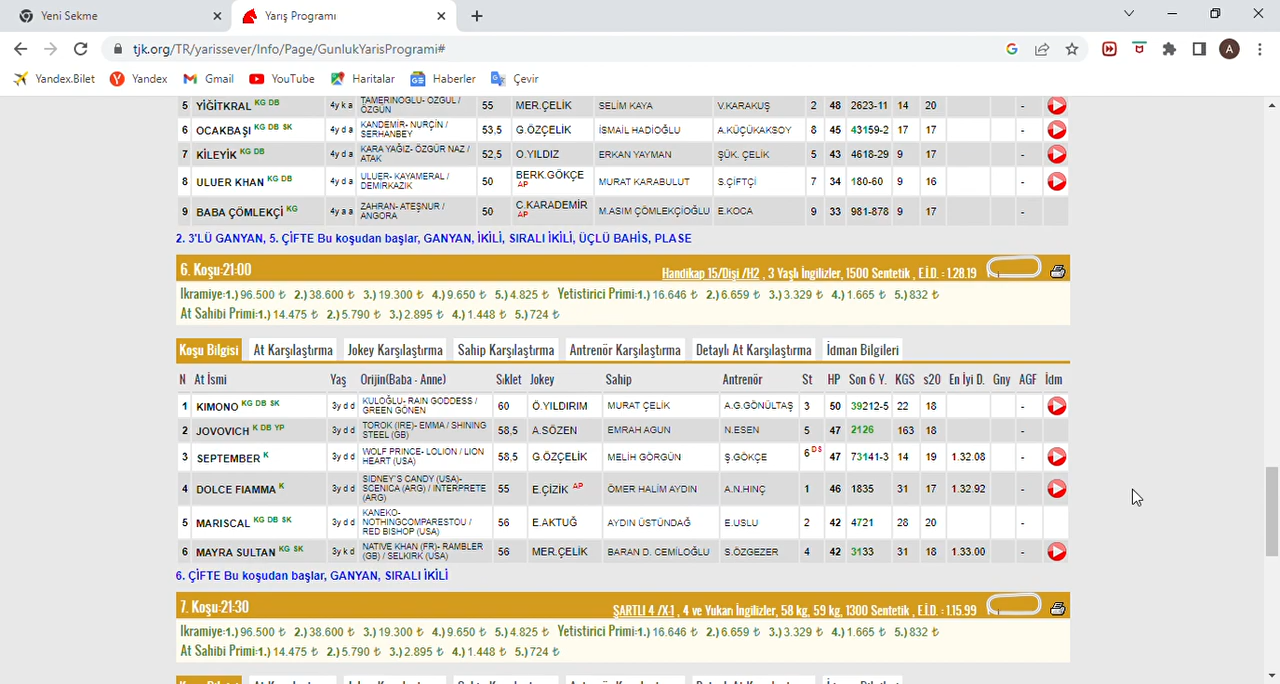 Yeni Sekme
Yarış Programı
tjk.org/TR/yarissever/Info/Page/GunlukYarisProgrami#
A
Yandex.Bilet Yandex Gmail YouTube Haritalar Haberler Çevir
5 YİĞİTKRAL KG DB 4y k a TAMERİNOĞLU- ÖZGÜL / ÖZGÜN 55 MER.ÇELİK SELİM KAYA V.KARAKUŞ 2 48 2623-11 14 20 -
6 OCAKBAŞI KG DB SK 4y d a KANDEMİR- NURÇİN / SERHANBEY 53,5 G.ÖZÇELİK İSMAİL HADİOĞLU A.KÜÇÜKAKSOY 8 45 43159-2 17 17 -
7 KİLEYİK KG DB 4y d a KARA YAĞIZ- ÖZGÜR NAZ / ATAK 52,5 O.YILDIZ ERKAN YAYMAN ŞÜK. ÇELİK 5 43 4618-29 9 17 -
8 ULUER KHAN KG DB 4y d a ULUER- KAYAMERAL / DEMIRKAZIK 50 BERK.GÖKÇE AP MURAT KARABULUT S.ÇİFTÇİ 7 34 180-60 9 16 -
9 BABA ÇÖMLEKÇİ KG 4y a a ZAHRAN- ATEŞNUR / ANGORA 50 C.KARADEMİR AP M.ASIM ÇÖMLEKÇİOĞLU E.KOCA 9 33 981-878 9 17 -
2. 3'LÜ GANYAN, 5. ÇİFTE Bu koşudan başlar, GANYAN, İKİLİ, SIRALI İKİLİ, ÜÇLÜ BAHİS, PLASE
6. Koşu:21:00 Handikap 15/Dişi /H2 , 3 Yaşlı İngilizler, 1500 Sentetik , E.İ.D. : 1.28.19
İkramiye:1.) 96.500 ₺ 2.) 38.600 ₺ 3.) 19.300 ₺ 4.) 9.650 ₺ 5.) 4.825 ₺ Yetistirici Primi:1.) 16.646 ₺ 2.) 6.659 ₺ 3.) 3.329 ₺ 4.) 1.665 ₺ 5.) 832 ₺
At Sahibi Primi:1.) 14.475 ₺ 2.) 5.790 ₺ 3.) 2.895 ₺ 4.) 1.448 ₺ 5.) 724 ₺
Koşu Bilgisi At Karşılaştırma Jokey Karşılaştırma Sahip Karşılaştırma Antrenör Karşılaştırma Detaylı At Karşılaştırma İdman Bilgileri
N At İsmi Yaş Orijin(Baba - Anne) Sıklet Jokey Sahip Antrenör St HP Son 6 Y. KGS s20 En İyi D. Gny AGF İdm
1 KIMONO KG DB SK 3y d d KULOĞLU- RAIN GODDESS / GREEN GÖNEN 60 Ö.YILDIRIM MURAT ÇELİK A.G.GÖNÜLTAŞ 3 50 39212-5 22 18 -
2 JOVOVICH K DB YP 3y d d TOROK (IRE)- EMMA / SHINING STEEL (GB) 58,5 A.SÖZEN EMRAH AGUN N.ESEN 5 47 2126 163 18 -
3 SEPTEMBER K 3y d d WOLF PRINCE- LOLION / LION HEART (USA) 58,5 G.ÖZÇELİK MELİH GÖRGÜN Ş.GÖKÇE 6 DS 47 73141-3 14 19 1.32.08 -
4 DOLCE FIAMMA K 3y d d SIDNEY'S CANDY (USA)- SCENICA (ARG) / INTERPRETE (ARG) 55 E.ÇİZİK AP ÖMER HALİM AYDIN A.N.HINÇ 1 46 1835 31 17 1.32.92 -
5 MARISCAL KG DB SK 3y d d KANEKO- NOTHINGCOMPARESTOU / RED BISHOP (USA) 56 E.AKTUĞ AYDIN ÜSTÜNDAĞ E.USLU 2 42 4721 28 20 -
6 MAYRA SULTAN KG SK 3y k d NATIVE KHAN (FR)- RAMBLER (GB) / SELKIRK (USA) 56 MER.ÇELİK BARAN D. CEMİLOĞLU S.ÖZGEZER 4 42 3133 31 18 1.33.00 -
6. ÇİFTE Bu koşudan başlar, GANYAN, SIRALI İKİLİ
7. Koşu:21:30 ŞARTLI 4 /X-1 , 4 ve Yukarı İngilizler, 58 kg, 59 kg, 1300 Sentetik , E.İ.D. : 1.15.99
İkramiye:1.) 96.500 ₺ 2.) 38.600 ₺ 3.) 19.300 ₺ 4.) 9.650 ₺ 5.) 4.825 ₺ Yetistirici Primi:1.) 16.646 ₺ 2.) 6.659 ₺ 3.) 3.329 ₺ 4.) 1.665 ₺ 5.) 832 ₺
At Sahibi Primi:1.) 14.475 ₺ 2.) 5.790 ₺ 3.) 2.895 ₺ 4.) 1.448 ₺ 5.) 724 ₺